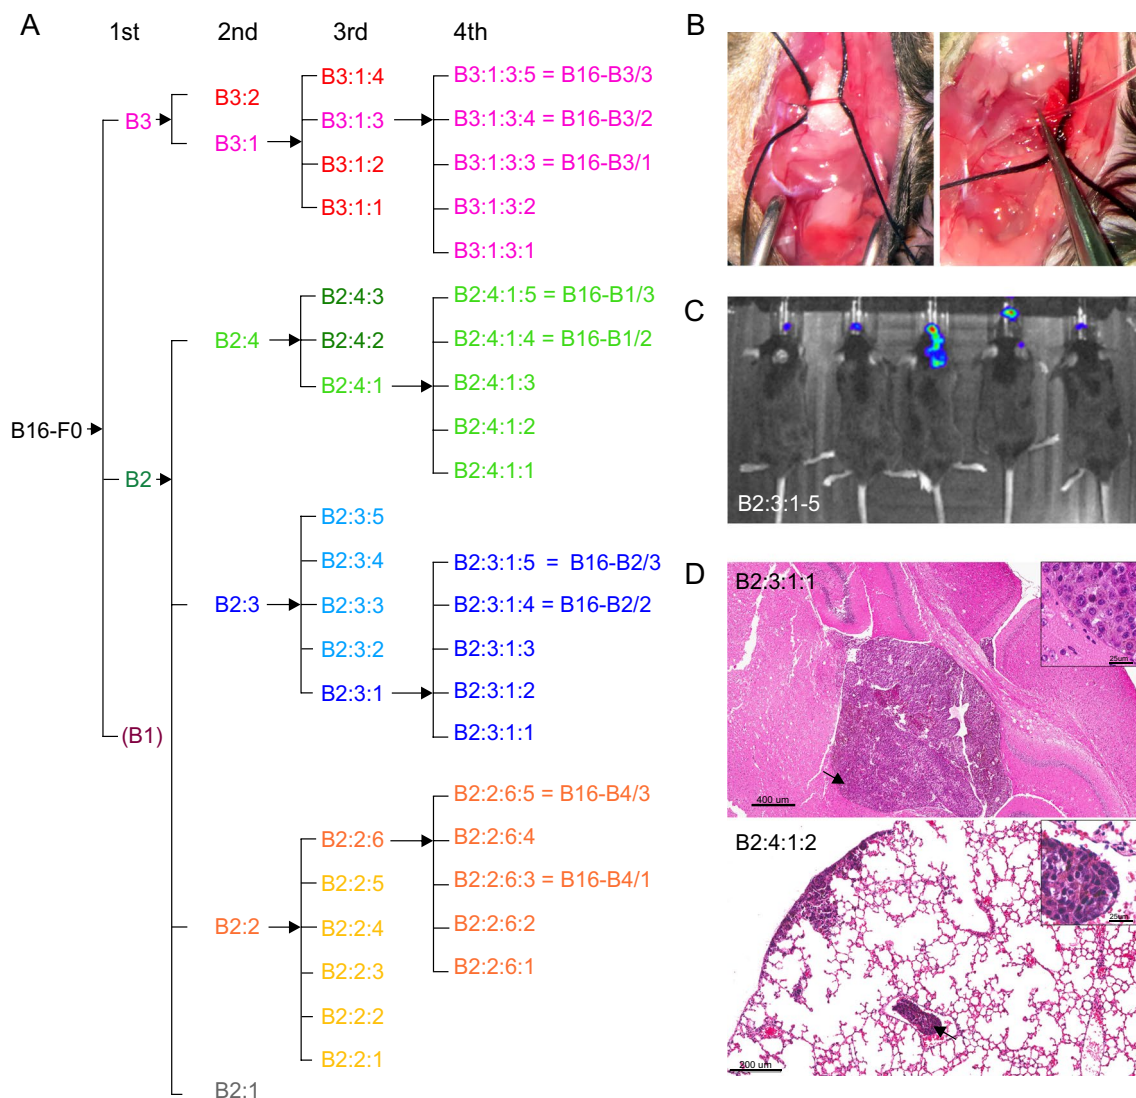 A
1st 2nd 3rd 4th
B3:1:4
B3:1:3:5 = B16-B3/3
B3:2
B3
B3:1:3
B3:1:3:4 = B16-B3/2
B3:1
B3:1:2
B3:1:3:3 = B16-B3/1
B3:1:1
B3:1:3:2
B3:1:3:1
B2:4:3
B2:4:1:5 = B16-B1/3
B2:4
B2:4:2
B2:4:1:4 = B16-B1/2
B2:4:1
B2:4:1:3
B16-F0
B2:4:1:2
B2
B2:4:1:1
B2:3:5
B2:3:4
B2:3:1:5 = B16-B2/3
B2:3
B2:3:3
B2:3:1:4 = B16-B2/2
B2:3:2
B2:3:1:3
B2:3:1
B2:3:1:2
(B1)
B2:3:1:1
B2:2:6:5 = B16-B4/3
B2:2:6
B2:2:6:4
B2:2:5
B2:2:6:3 = B16-B4/1
B2:2
B2:2:4
B2:2:6:2
B2:2:3
B2:2:6:1
B2:2:2
B2:2:1
B2:1
B
C
B2:3:1-5
D
B2:3:1:1
25um
400 um
B2:4:1:2
25um
200 um